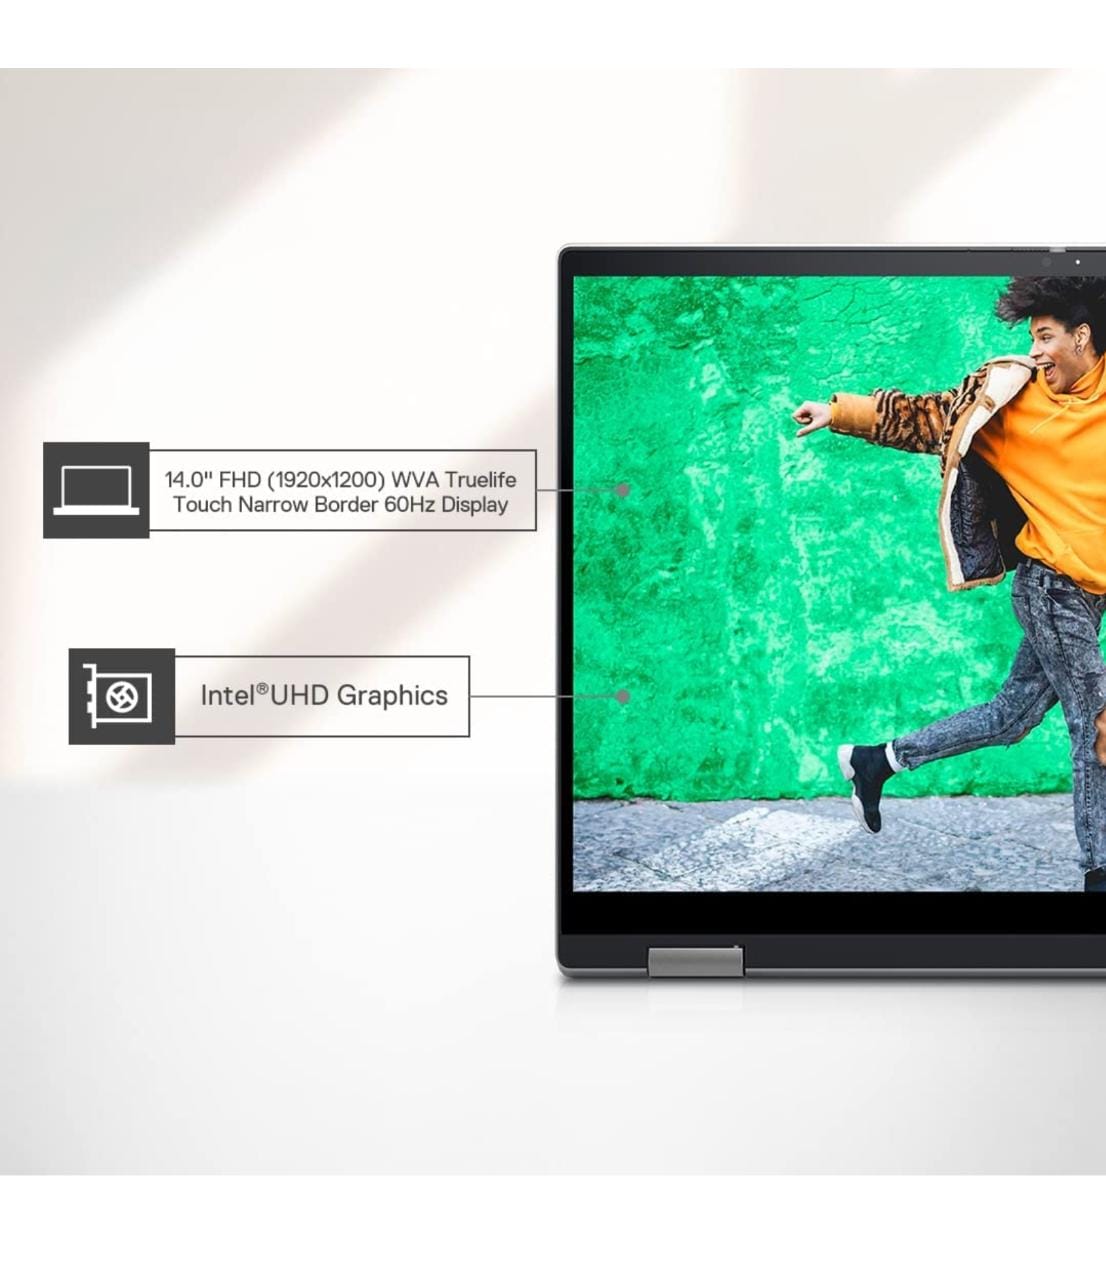 14.0" FHD (1920x1200) WVA Truelife
Touch Narrow Border 60Hz Display
Intel®UHD Graphics